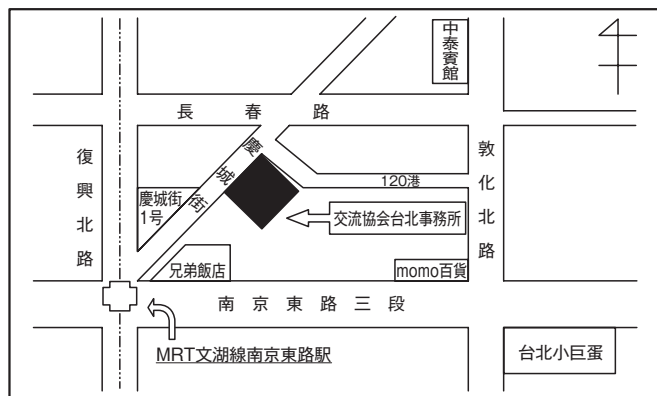 中泰賓館
長春路
復興北路
慶城街
敦化北路
120港
慶城街
1号
交流協会台北事務所
兄弟飯店
momo百貨
南京東路三段
MRT文湖線南京東路駅
台北小巨蛋